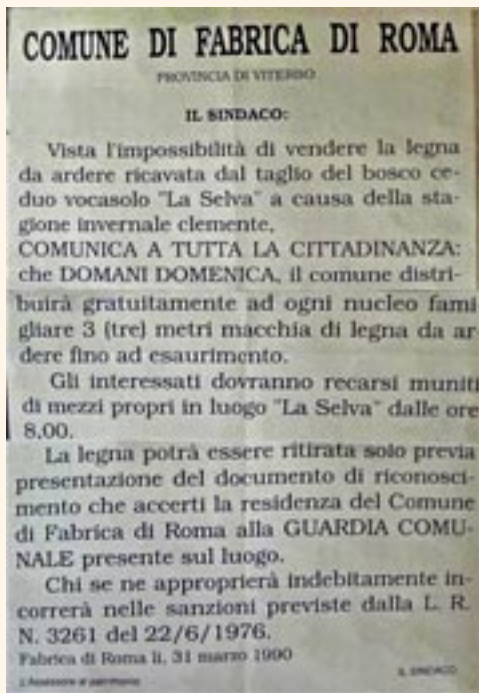 COMUNE DI FABRICA DI ROMA
PROVINCIA DI VITERBO
IL SINDACO:
Vista l'impossibilità di vendere la legna
da ardere ricavata dal taglio del bosco ce-
duo vocasolo "La Selva" a causa della sta-
gione invernale clemente,
COMUNICA A TUTTA LA CITTADINANZA:
che DOMANI DOMENICA, il comune distri-
buirà gratuitamente ad ogni nucleo fami
gliare 3 (tre) metri macchia di legna da ar-
dere fino ad esaurimento.
Gli interessati dovranno recarsi muniti
di mezzi propri in luogo "La Selva" dalle ore
8.00.
La legna potrà essere ritirata solo previa
presentazione del documento di riconosci-
mento che accerti la residenza del Comune
di Fabrica di Roma alla GUARDIA COMU-
NALE presente sul luogo.
Chi se ne approprierà indebitamente in-
correrà nelle sanzioni previste dalla L. R.
N. 3261 del 22/6/1976.
Fabrica di Roma li, 31 marzo 1990
L'Assessore al patrimonio
IL SINDACO